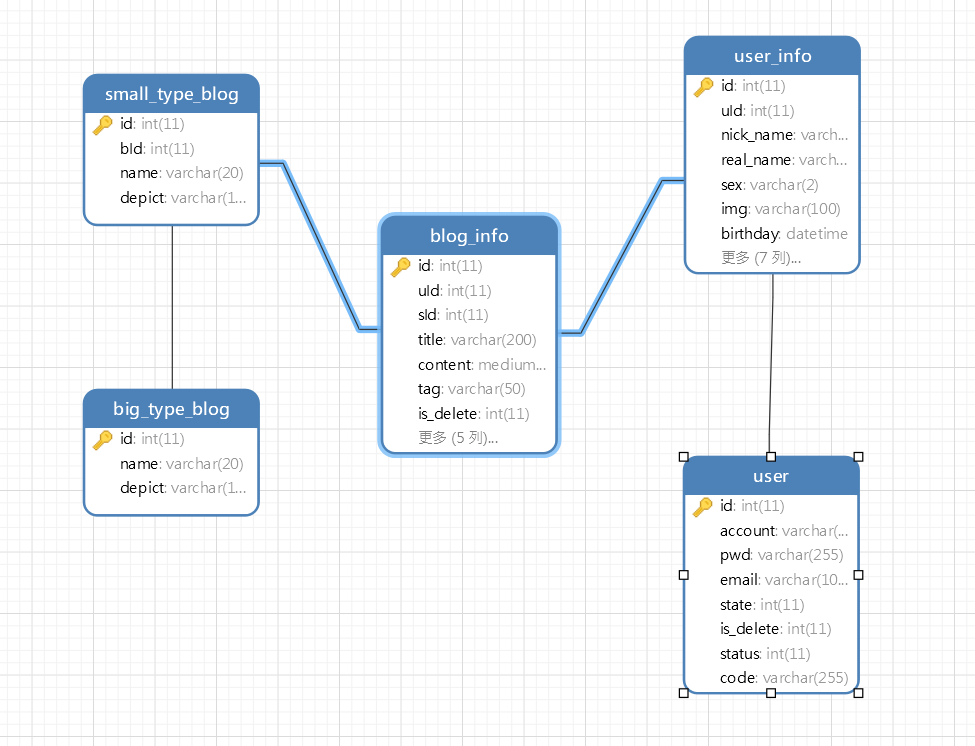 small_type_blog
id: int(11)
bId: int(11)
name: varchar(20)
depict: varchar(1...
big_type_blog
id: int(11)
name: varchar(20)
depict: varchar(1...
blog_info
id: int(11)
uId: int(11)
sId: int(11)
title: varchar(200)
content: medium...
tag: varchar(50)
is_delete: int(11)
更多 (5 列)...
user_info
id: int(11)
uId: int(11)
nick_name: varch...
real_name: varch...
sex: varchar(2)
img: varchar(100)
birthday: datetime
更多 (7 列)...
user
id: int(11)
account: varchar(...
pwd: varchar(255)
email: varchar(10...
state: int(11)
is_delete: int(11)
status: int(11)
code: varchar(255)